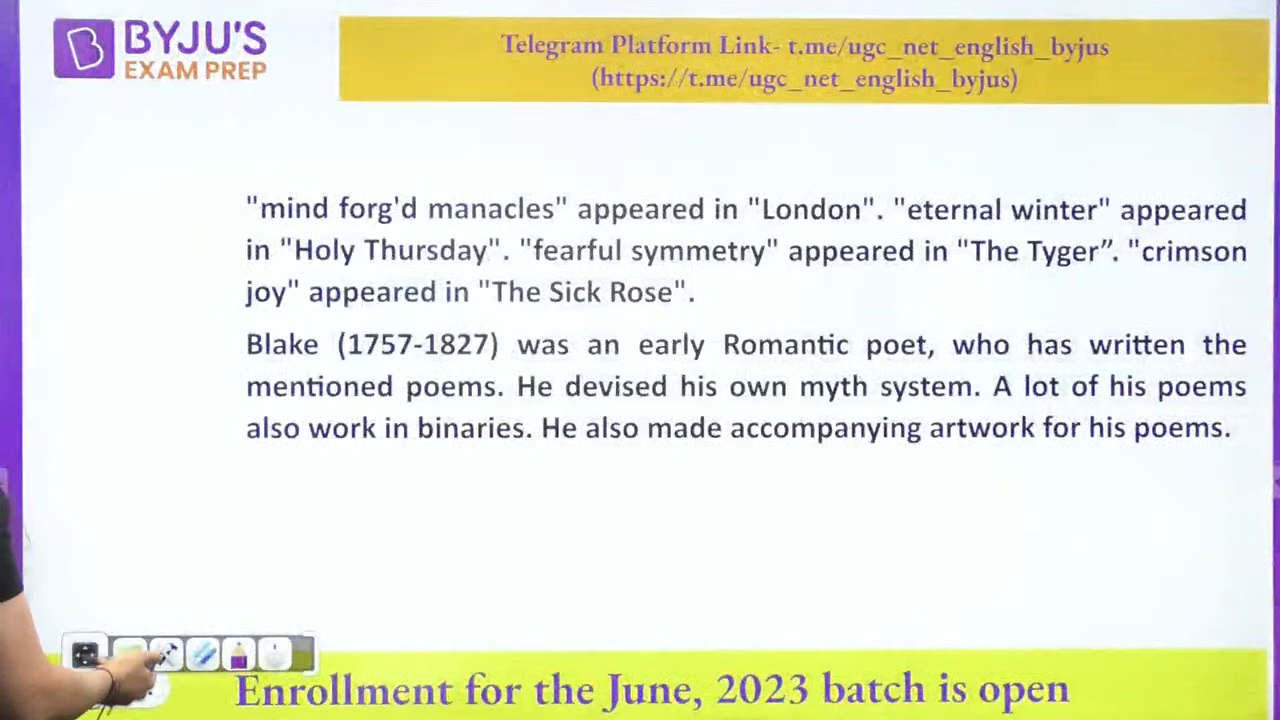 BYJU'S
EXAM PREP
Telegram Platform Link- t.me/ugc_net_english_byjus
(https://t.me/ugc_net_english_byjus)
"mind forg'd manacles" appeared in "London". "eternal winter" appeared
in "Holy Thursday". "fearful symmetry" appeared in "The Tyger”. "crimson
joy" appeared in "The Sick Rose".
Blake (1757-1827) was an early Romantic poet, who has written the
mentioned poems. He devised his own myth system. A lot of his poems
also work in binaries. He also made accompanying artwork for his poems.
Enrollment for the June, 2023 batch is open